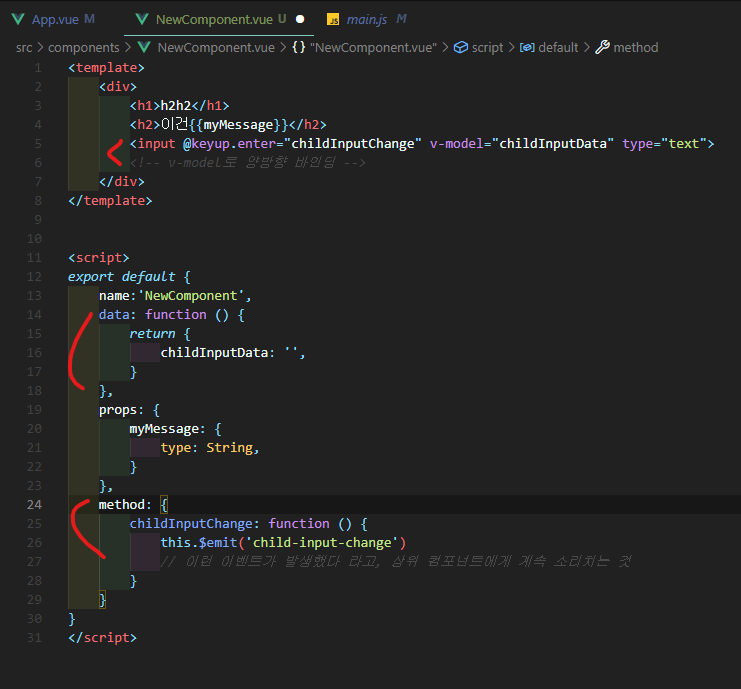 App.vue M NewComponent.vue U main.js M
src > components > NewComponent.vue > {} "NewComponent.vue" > script > default > method
1 <template>
2 <div>
3 <h1>h2h2</h1>
4 <h2>이건{{myMessage}}</h2>
5 <input @keyup.enter="childInputChange" v-model="childInputData" type="text">
6 <!-- v-model로 양방향 바인딩 -->
7 </div>
8 </template>
9
10
11 <script>
12 export default {
13 name:'NewComponent',
14 data: function () {
15 return {
16 childInputData: '',
17 }
18 },
19 props: {
20 myMessage: {
21 type: String,
22 }
23 },
24 method: {
25 childInputChange: function () {
26 this.$emit('child-input-change')
27 // 이런 이벤트가 발생했다 라고, 상위 컴포넌트에게 계속 소리치는 것
28 }
29 }
30 }
31 </script>